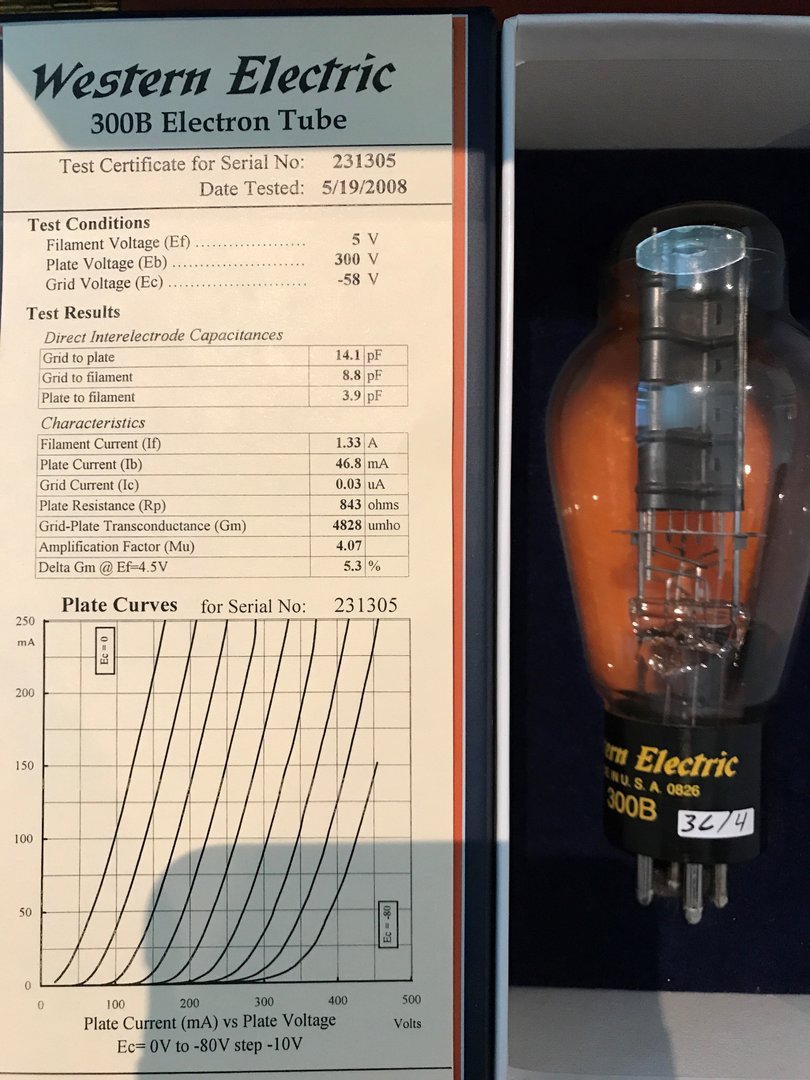 Western Electric
300B Electron Tube
Test Certificate for Serial No: 231305
Date Tested: 5/19/2008
Test Conditions
Filament Voltage (Ef) .................... 5 V
Plate Voltage (Eb) ........................ 300 V
Grid Voltage (Ec) ......................... -58 V
Test Results
Direct Interelectrode Capacitances
Grid to plate 14.1 pF
Grid to filament 8.8 pF
Plate to filament 3.9 pF
Characteristics
Filament Current (If) 1.33 A
Plate Current (Ib) 46.8 mA
Grid Current (Ic) 0.03 uA
Plate Resistance (Rp) 843 ohms
Grid-Plate Transconductance (Gm) 4828 umho
Amplification Factor (Mu) 4.07
Delta Gm @ Ef=4.5V 5.3 %
Plate Curves for Serial No: 231305
250
mA
200
150
100
50
0
Ec = 0
Ec = -80
0 100 200 300 400 500
Plate Current (mA) vs Plate Voltage Volts
Ec= 0V to -80V step -10V
ern Electric
E IN U. S. A. 0826
300B